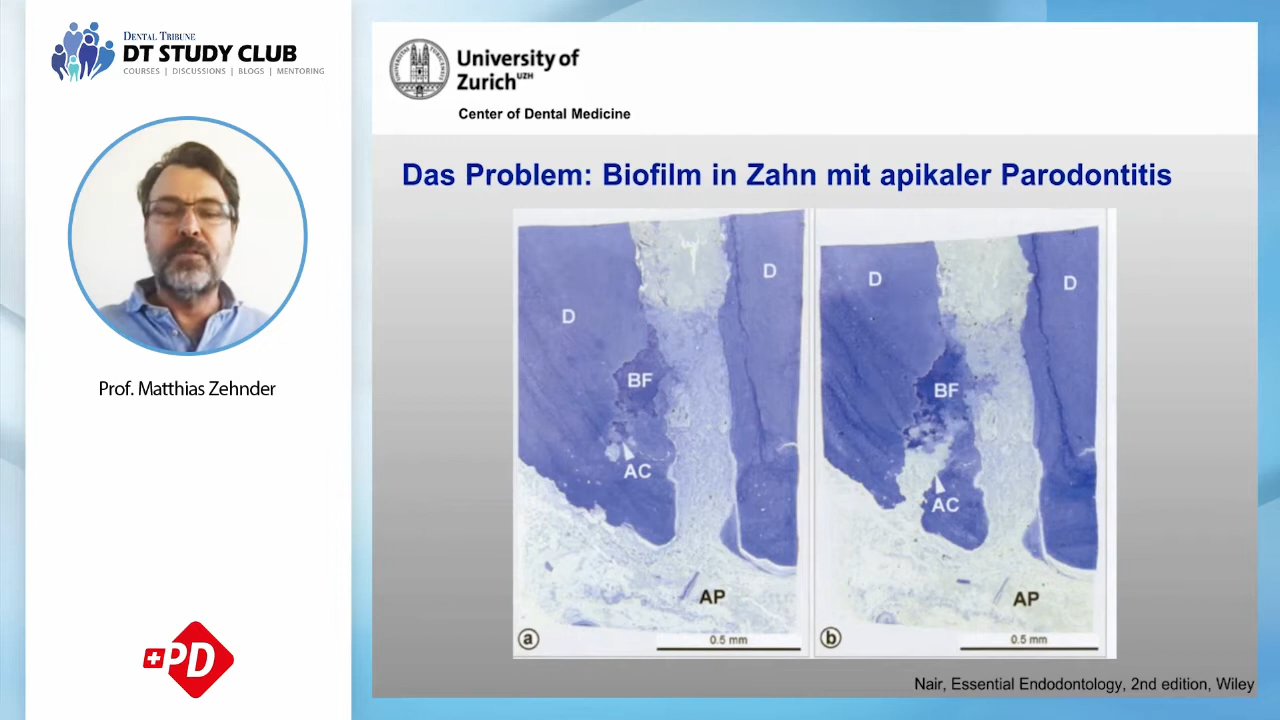 DENTAL TRIBUNE
DT STUDY CLUB
COURSES | DISCUSSIONS | BLOGS | MENTORING
Prof. Matthias Zehnder
PD
University of
Zurich UZH
Center of Dental Medicine
Das Problem: Biofilm in Zahn mit apikaler Parodontitis
D
D
BF
AC
AP
a
0.5 mm
D
D
BF
AC
AP
b
0.5 mm
Nair, Essential Endodontology, 2nd edition, Wiley